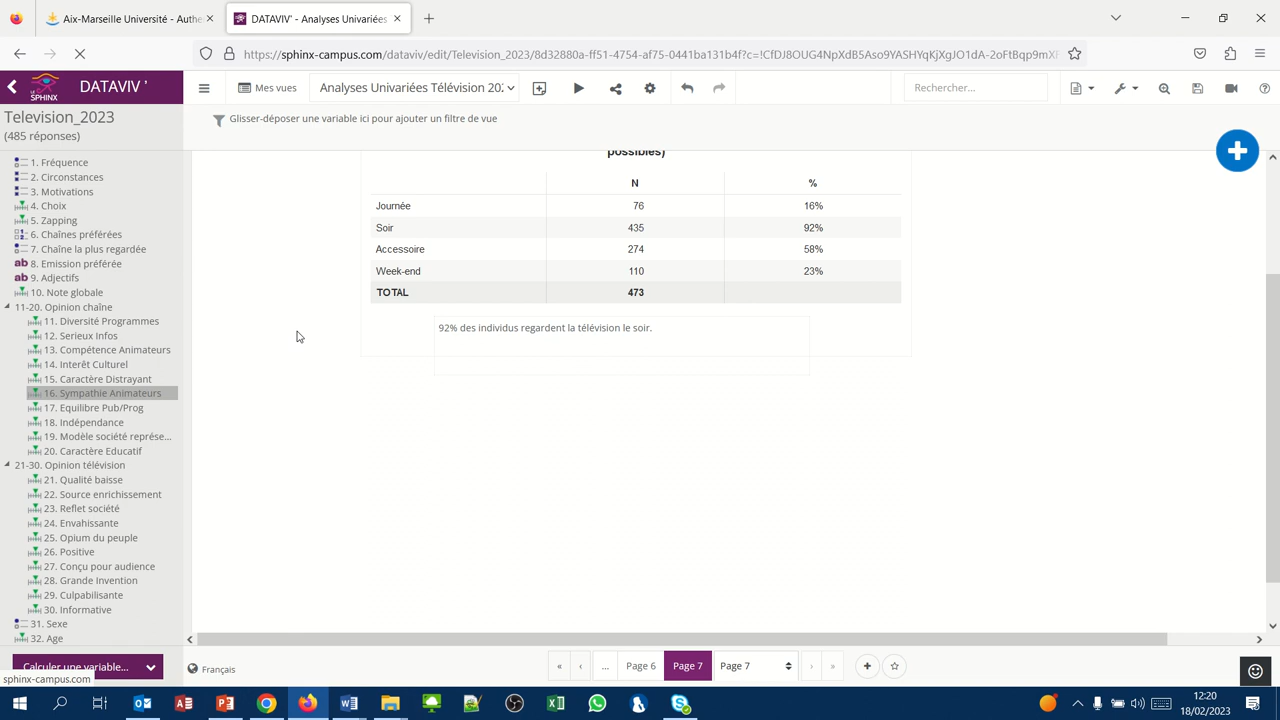 Aix-Marseille Université - Authe
DATAVIV' - Analyses Univariées
https://sphinx-campus.com/dataviv/edit/Television_2023/8d32880a-ff51-4754-af75-0441ba131b4f?c=!CfDJ8OUG4NpXdB5Aso9YASHYqKjXgJO1dA-2oFtBqp9mXF
LE SPHINX
DATAVIV '
Mes vues
Analyses Univariées Télévision 202
Rechercher...
Television_2023
(485 réponses)
Glisser-déposer une variable ici pour ajouter un filtre de vue
1. Fréquence
2. Circonstances
3. Motivations
4. Choix
5. Zapping
6. Chaînes préférées
7. Chaîne la plus regardée
ab 8. Emission préférée
ab 9. Adjectifs
10. Note globale
11-20. Opinion chaîne
11. Diversité Programmes
12. Serieux Infos
13. Compétence Animateurs
14. Interêt Culturel
15. Caractère Distrayant
16. Sympathie Animateurs
17. Equilibre Pub/Prog
18. Indépendance
19. Modèle société représe...
20. Caractère Educatif
21-30. Opinion télévision
21. Qualité baisse
22. Source enrichissement
23. Reflet société
24. Envahissante
25. Opium du peuple
26. Positive
27. Conçu pour audience
28. Grande Invention
29. Culpabilisante
30. Informative
31. Sexe
32. Age
Calculer une variable...
sphinx-campus.com
possibles)
N %
Journée 76 16%
Soir 435 92%
Accessoire 274 58%
Week-end 110 23%
TOTAL 473
92% des individus regardent la télévision le soir.
Français
« ‹ ... Page 6 Page 7 Page 7 › »
12:20
18/02/2023